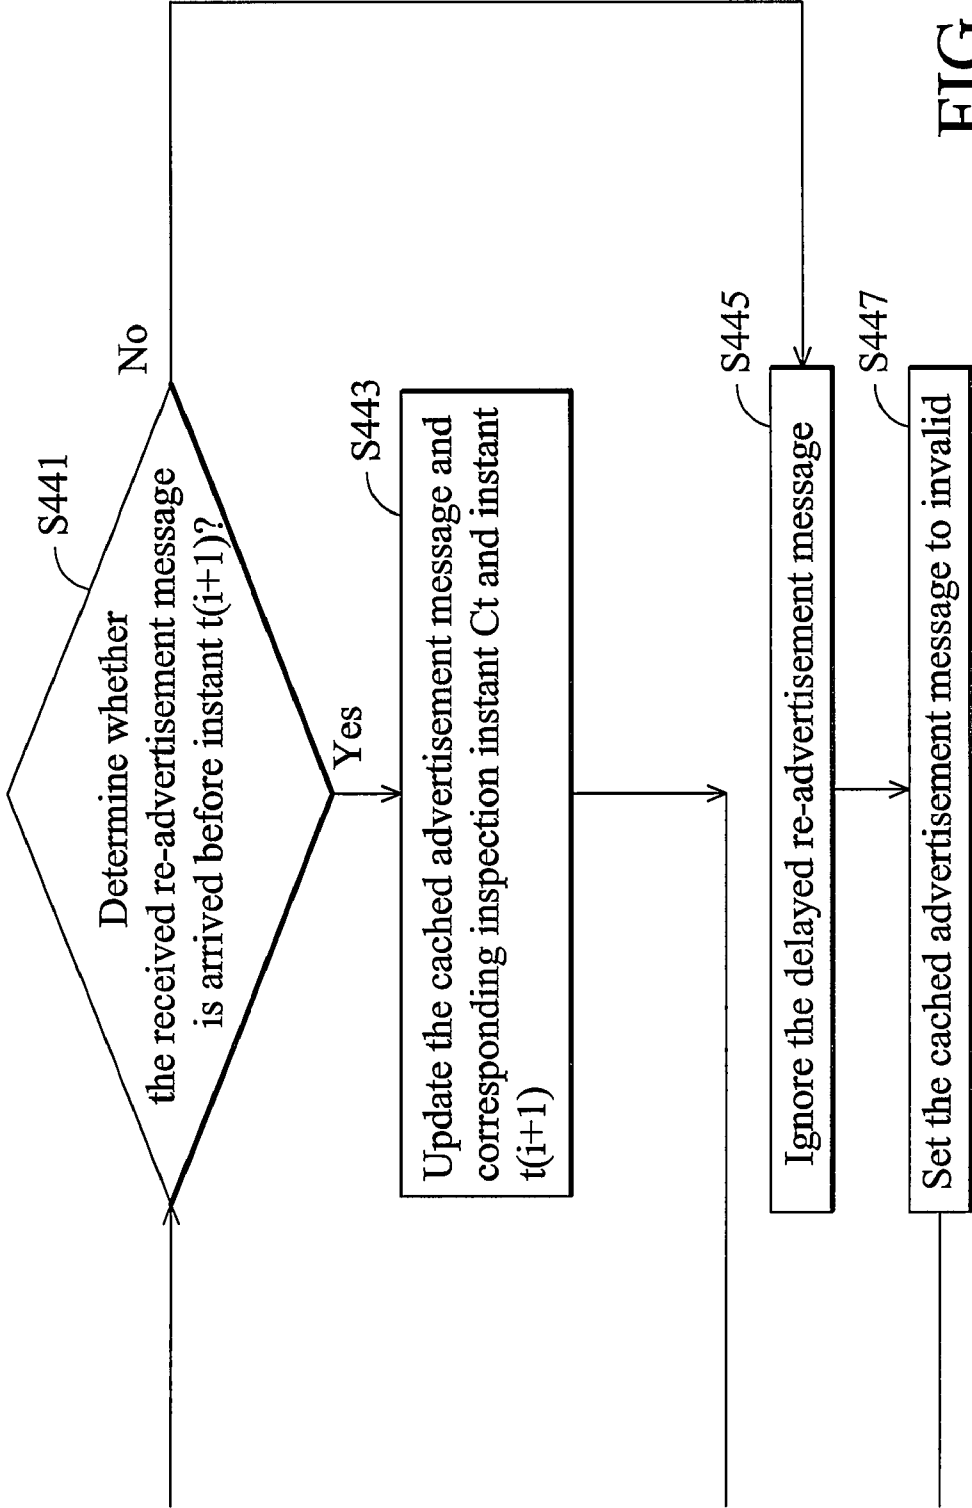 S441
Determine whether
the received re-advertisement message
is arrived before instant t(i+1)?
No
Yes
S443
Update the cached advertisement message and
corresponding inspection instant Ct and instant
t(i+1)
S445
Ignore the delayed re-advertisement message
S447
Set the cached advertisement message to invalid
FIG